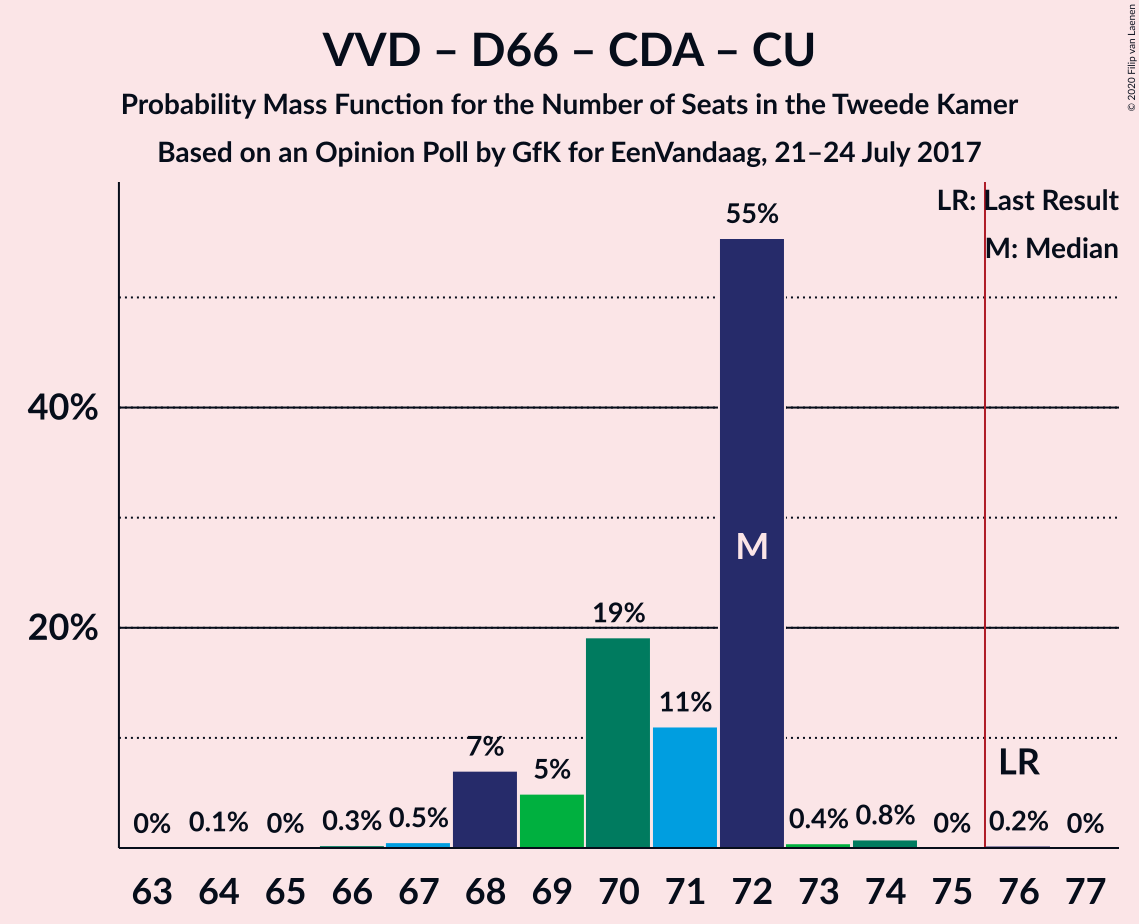 VVD – D66 – CDA – CU
Probability Mass Function for the Number of Seats in the Tweede Kamer
Based on an Opinion Poll by GfK for EenVandaag, 21–24 July 2017
© 2020 Filip van Laenen
LR: Last Result
M: Median
55%
40%
M
20%
19%
11%
7%
5%
LR
0% 0.1% 0% 0.3% 0.5% 0.4% 0.8% 0% 0.2% 0%
63 64 65 66 67 68 69 70 71 72 73 74 75 76 77